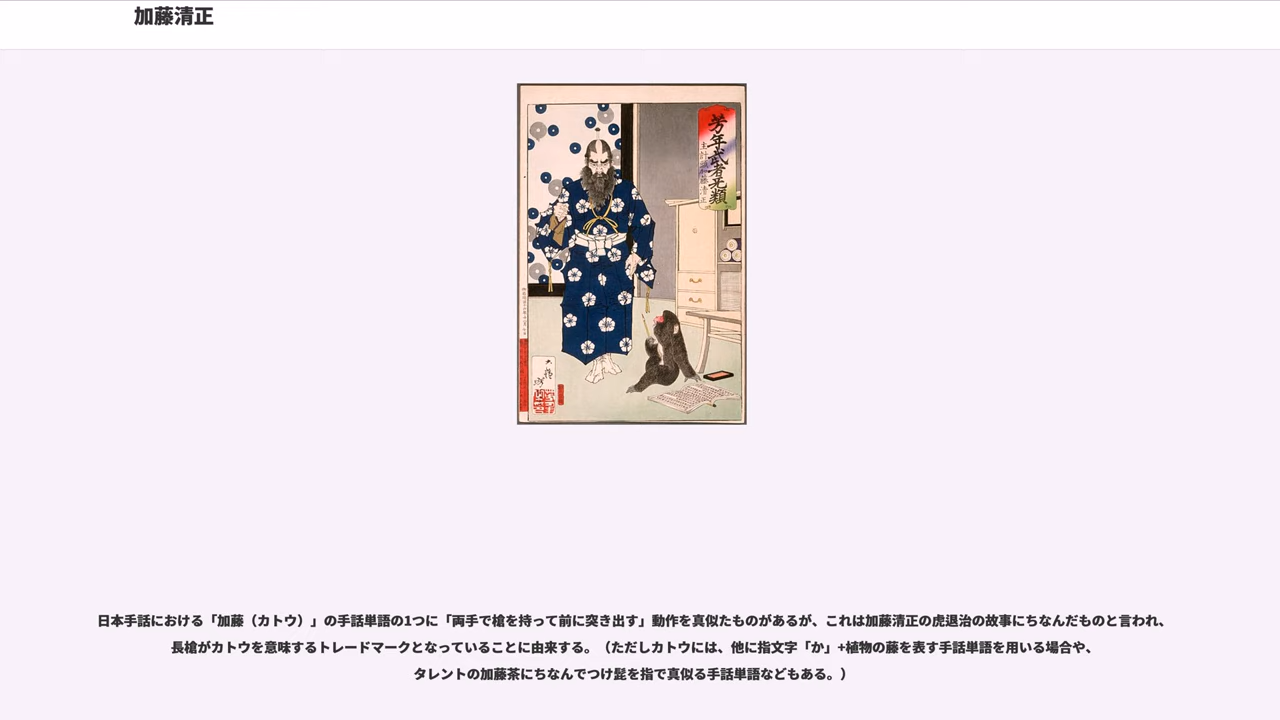 加藤清正
芳年武者无類
主計頭加藤清正
大蘇
日本手話における「加藤（カトウ）」の手話単語の1つに「両手で槍を持って前に突き出す」動作を真似たものがあるが、これは加藤清正の虎退治の故事にちなんだものと言われ、
長槍がカトウを意味するトレードマークとなっていることに由来する。（ただしカトウには、他に指文字「か」+植物の藤を表す手話単語を用いる場合や、
タレントの加藤茶にちなんでつけ髭を指で真似る手話単語などもある。）